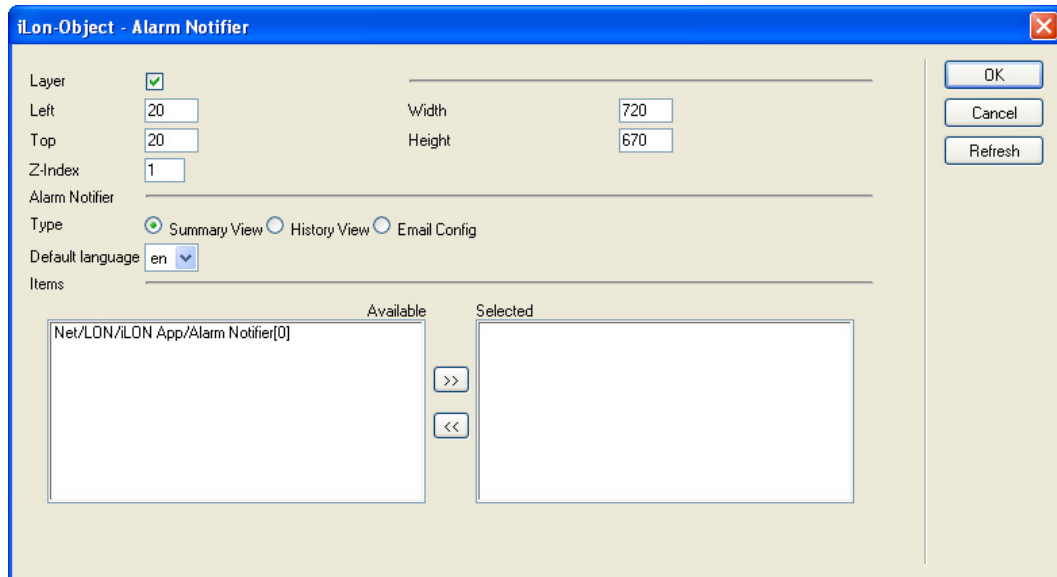 iLon-Object - Alarm Notifier
Layer
OK
Left 20 Width 720
Cancel
Top 20 Height 670
Refresh
Z-Index 1
Alarm Notifier
Type Summary View History View Email Config
Default language en
Items
Available Selected
Net/LON/iLON App/Alarm Notifier[0]
>>
<<